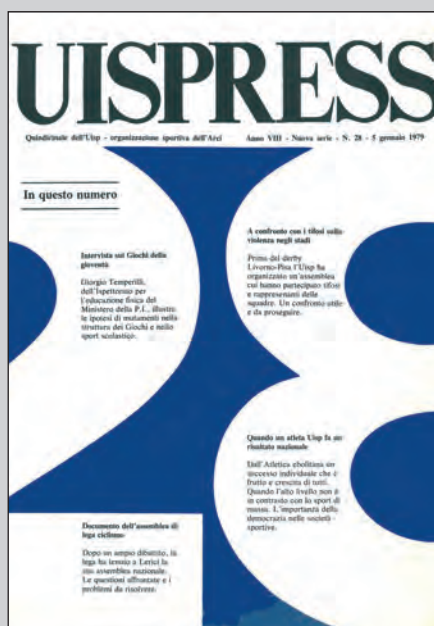 UISPRESS
Quindicinale dell'Uisp - organizzazione sportiva dell'Arci Anno VIII - Nuova serie - N. 28 - 5 gennaio 1979
In questo numero
28
Intervista sui Giochi della
gioventù
Giorgio Temperilli,
dell'Ispettorato per
l'educazione fisica del
Ministero della P.I., illustra
le ipotesi di mutamenti nella
struttura dei Giochi e nello
sport scolastico.
A confronto con i tifosi sulla
violenza negli stadi
Prima del derby
Livorno-Pisa l'Uisp ha
organizzato un'assemblea
cui hanno partecipato tifosi
e rappresentanti delle
squadre. Un confronto utile
e da proseguire.
Quando un atleta Uisp fa un
risultato nazionale
Dall'Atletica ebolitana un
successo individuale che è
frutto e crescita di tutti.
Quando l'alto livello non è
in contrasto con lo sport di
massa. L'importanza della
democrazia nelle società
sportive.
Documento dell'assemblea di
lega ciclismo
Dopo un ampio dibattito, la
lega ha tenuto a Lerici la
sua assemblea nazionale.
Le questioni affrontate e i
problemi da risolvere.